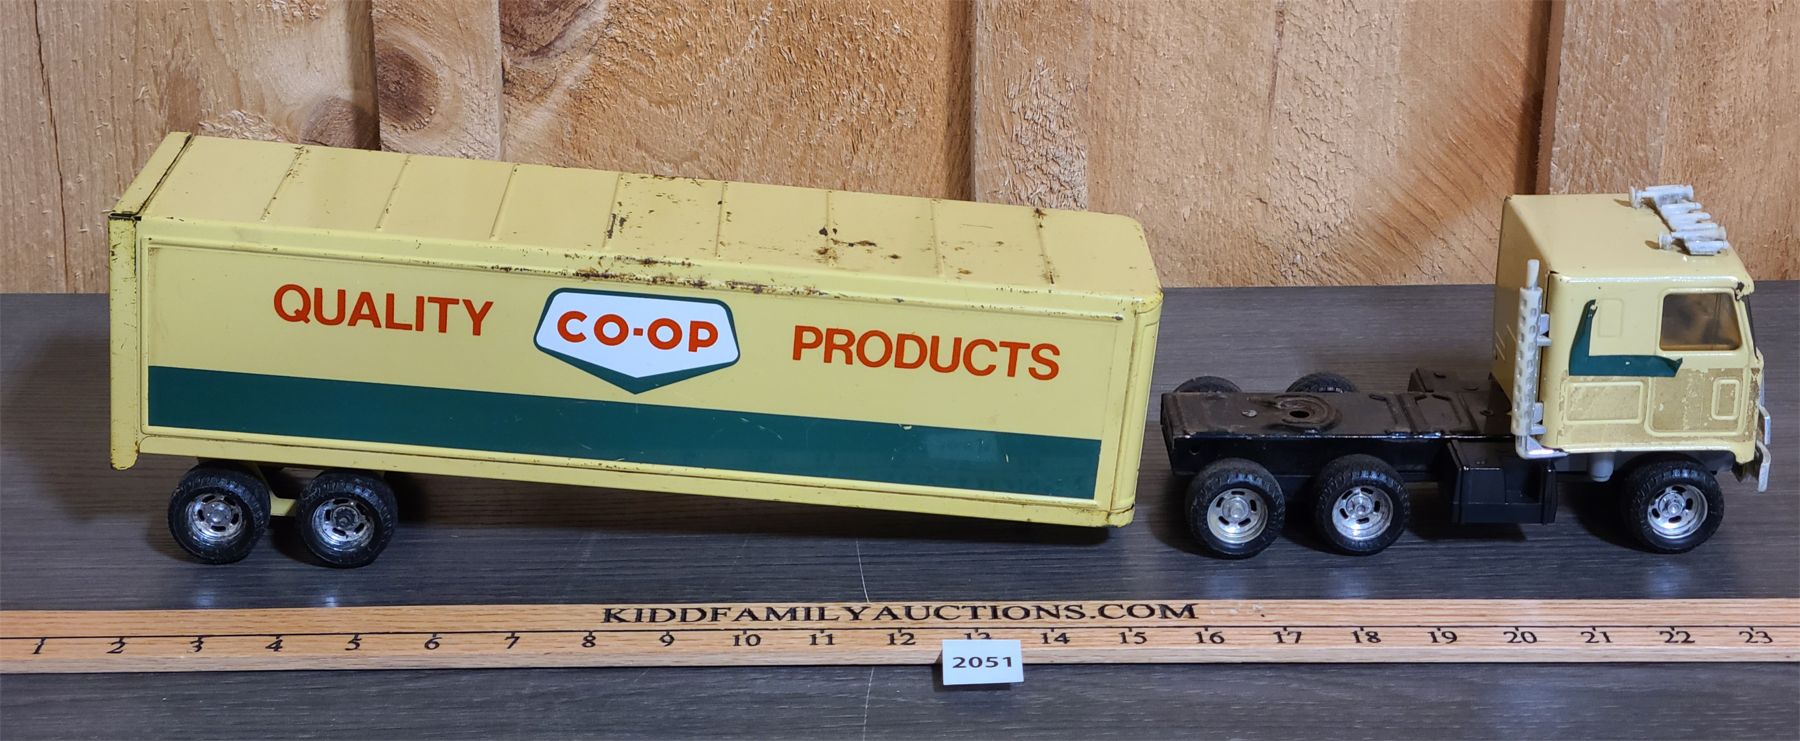 QUALITY CO-OP PRODUCTS
KIDDFAMILYAUCTIONS.COM
1 2 3 4 5 6 7 8 9 10 11 12 13 14 15 16 17 18 19 20 21 22 23
2051